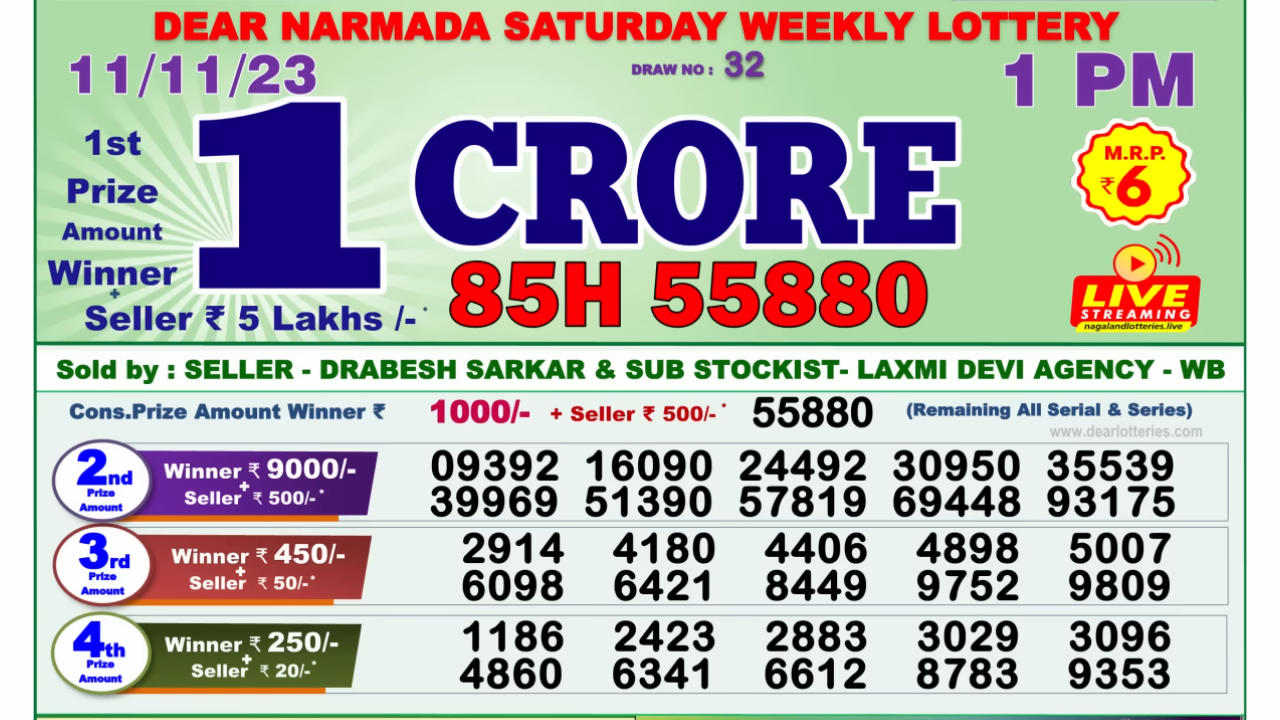 DEAR NARMADA SATURDAY WEEKLY LOTTERY
11/11/23
DRAW NO : 32
1 PM
1st
Prize
Amount
Winner
+
Seller ₹ 5 Lakhs /- *
1 CRORE
85H 55880
M.R.P.
₹6
LIVE
STREAMING
nagalandlotteries.live
Sold by : SELLER - DRABESH SARKAR & SUB STOCKIST- LAXMI DEVI AGENCY - WB
Cons.Prize Amount Winner ₹ 1000/- + Seller ₹ 500/- * 55880 (Remaining All Serial & Series)
www.dearlotteries.com
2nd
Prize
Amount
Winner ₹ 9000/-
+
Seller ₹ 500/- *
09392 16090 24492 30950 35539
39969 51390 57819 69448 93175
3rd
Prize
Amount
Winner ₹ 450/-
+
Seller ₹ 50/- *
2914 4180 4406 4898 5007
6098 6421 8449 9752 9809
4th
Prize
Amount
Winner ₹ 250/-
+
Seller ₹ 20/- *
1186 2423 2883 3029 3096
4860 6341 6612 8783 9353